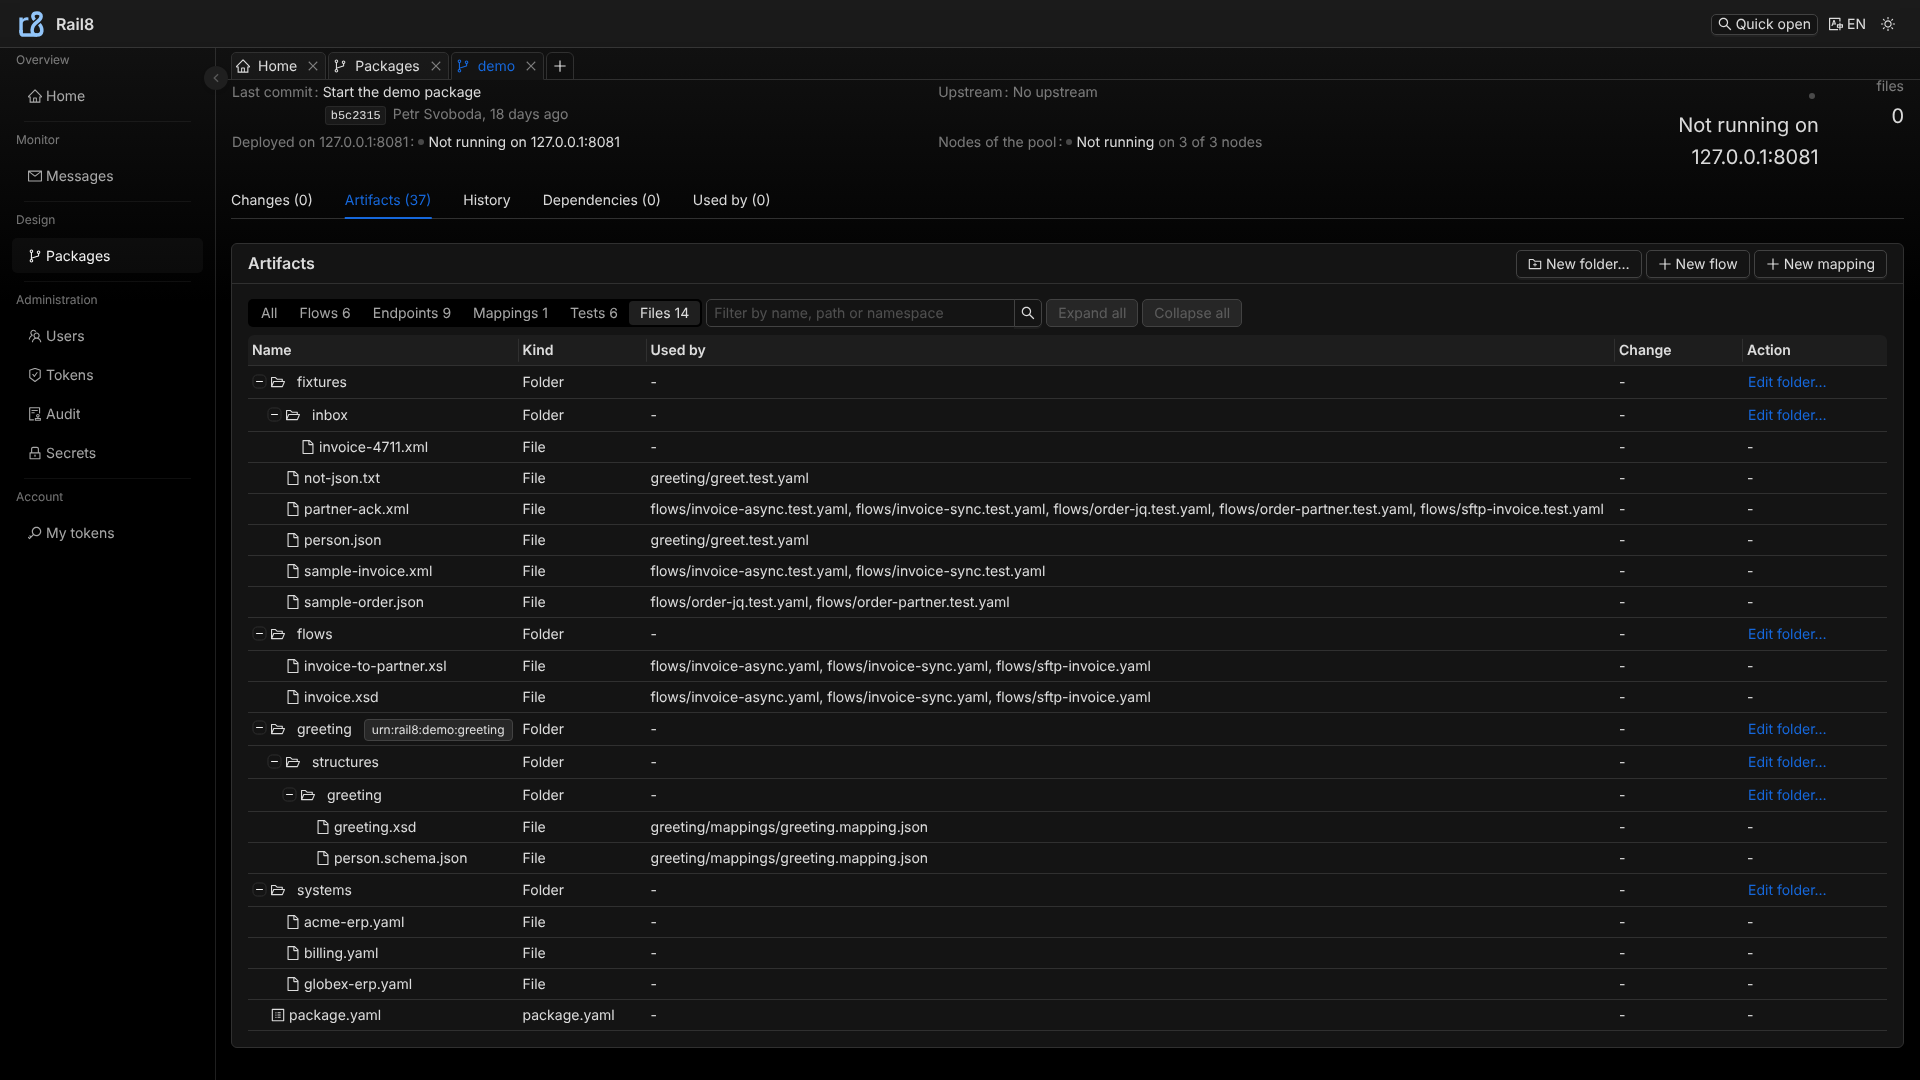 r8 Rail8
Quick open
EN
Overview
Home
Monitor
Messages
Design
Packages
Administration
Users
Tokens
Audit
Secrets
Account
My tokens
Home
Packages
demo
Last commit: Start the demo package
b5c2315 Petr Svoboda, 18 days ago
Deployed on 127.0.0.1:8081: Not running on 127.0.0.1:8081
Upstream: No upstream
Nodes of the pool: Not running on 3 of 3 nodes
Not running on
127.0.0.1:8081
files
0
Changes (0) Artifacts (37) History Dependencies (0) Used by (0)
Artifacts
New folder... New flow New mapping
All Flows 6 Endpoints 9 Mappings 1 Tests 6 Files 14 Filter by name, path or namespace Expand all Collapse all
Name Kind Used by Change Action
fixtures Folder - - Edit folder...
inbox Folder - - Edit folder...
invoice-4711.xml File - - -
not-json.txt File greeting/greet.test.yaml - -
partner-ack.xml File flows/invoice-async.test.yaml, flows/invoice-sync.test.yaml, flows/order-jq.test.yaml, flows/order-partner.test.yaml, flows/sftp-invoice.test.yaml - -
person.json File greeting/greet.test.yaml - -
sample-invoice.xml File flows/invoice-async.test.yaml, flows/invoice-sync.test.yaml - -
sample-order.json File flows/order-jq.test.yaml, flows/order-partner.test.yaml - -
flows Folder - - Edit folder...
invoice-to-partner.xsl File flows/invoice-async.yaml, flows/invoice-sync.yaml, flows/sftp-invoice.yaml - -
invoice.xsd File flows/invoice-async.yaml, flows/invoice-sync.yaml, flows/sftp-invoice.yaml - -
greeting urn:rail8:demo:greeting Folder - - Edit folder...
structures Folder - - Edit folder...
greeting Folder - - Edit folder...
greeting.xsd File greeting/mappings/greeting.mapping.json - -
person.schema.json File greeting/mappings/greeting.mapping.json - -
systems Folder - - Edit folder...
acme-erp.yaml File - - -
billing.yaml File - - -
globex-erp.yaml File - - -
package.yaml package.yaml - - -